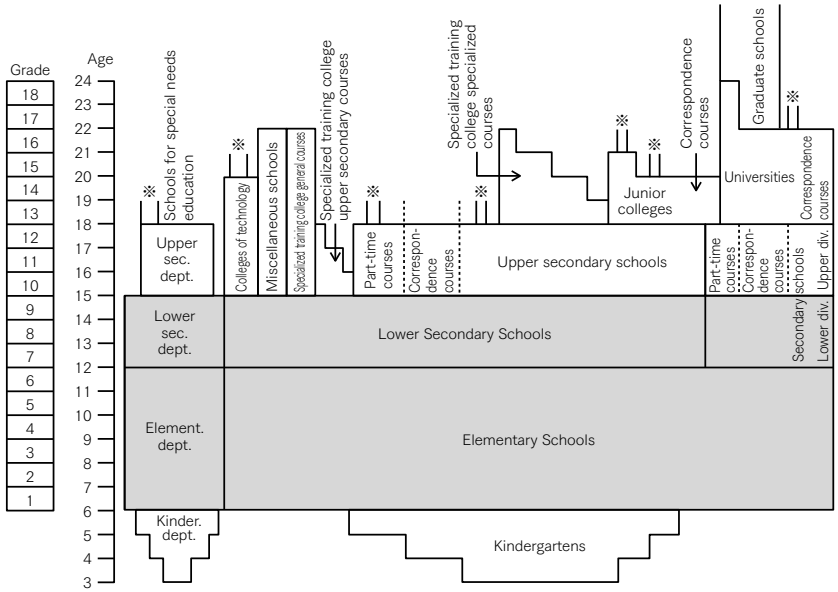 Grade
18
17
16
15
14
13
12
11
10
9
8
7
6
5
4
3
2
1
Age
24
23
22
21
20
19
18
17
16
15
14
13
12
11
10
9
8
7
6
5
4
3
※
Schools for special needs
education
※
Colleges of technology
Miscellaneous schools
Specialized training college general courses
Specialized training college
upper secondary courses
※
Part-time
courses
Correspon-
dence
courses
Specialized training
college specialized
courses
※
Upper secondary schools
※
※
Junior
colleges
Correspondence
courses
Graduate schools
※
Universities
Correspondence
courses
Part-time
courses
Correspon-
dence
courses
Secondary schools
Lower div. Upper div.
Upper
sec.
dept.
Lower
sec.
dept.
Lower Secondary Schools
Element.
dept.
Elementary Schools
Kinder.
dept.
Kindergartens